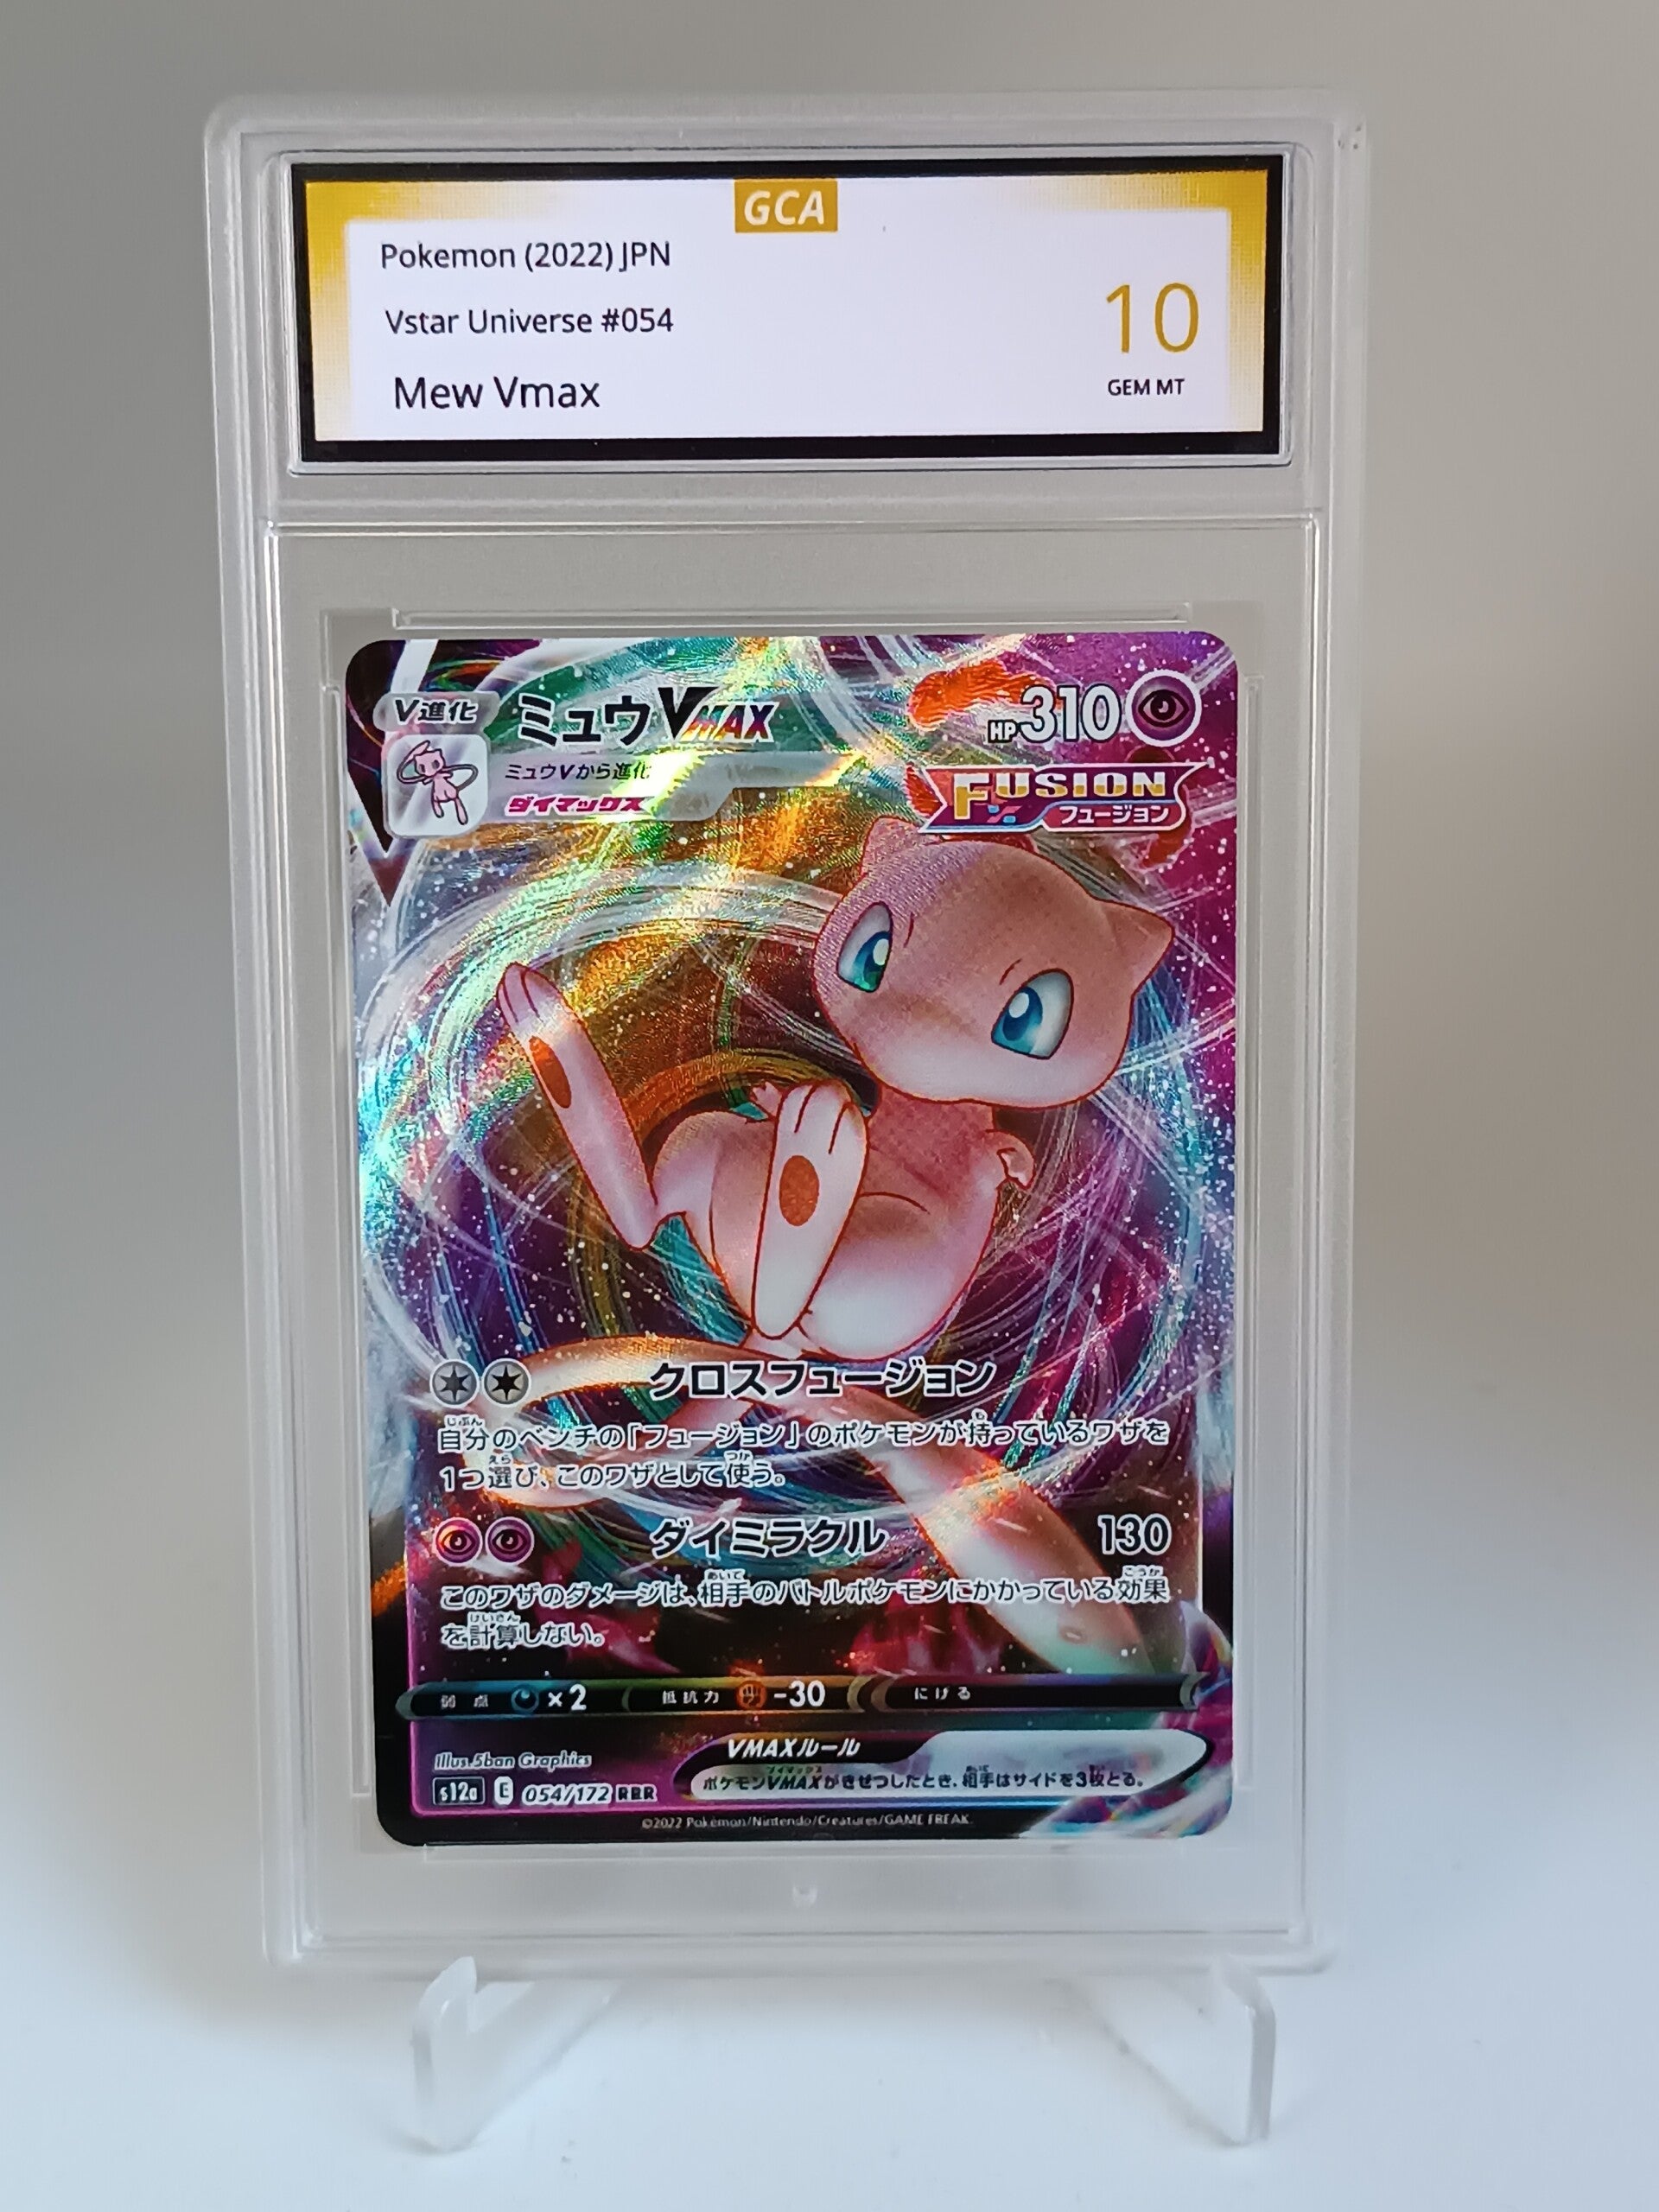 GCA
Pokemon (2022) JPN
Vstar Universe #054
10
Mew Vmax
GEM MT
V進化
ミュウVMAX
HP310
ミュウVから進化
ダイマックス
FUSION
フュージョン
クロスフュージョン
自分のベンチの「フュージョン」のポケモンが持っているワザを
1つ選び、このワザとして使う。
ダイミラクル 130
このワザのダメージは、相手のバトルポケモンにかかっている効果
を計算しない。
弱点 ×2 抵抗力 -30 にげる
VMAXルール
Illus.5ban Graphics
ポケモンVMAXがきぜつしたとき、相手はサイドを3枚とる。
s12a E 054/172 RRR
©2022 Pokémon/Nintendo/Creatures/GAME FREAK.